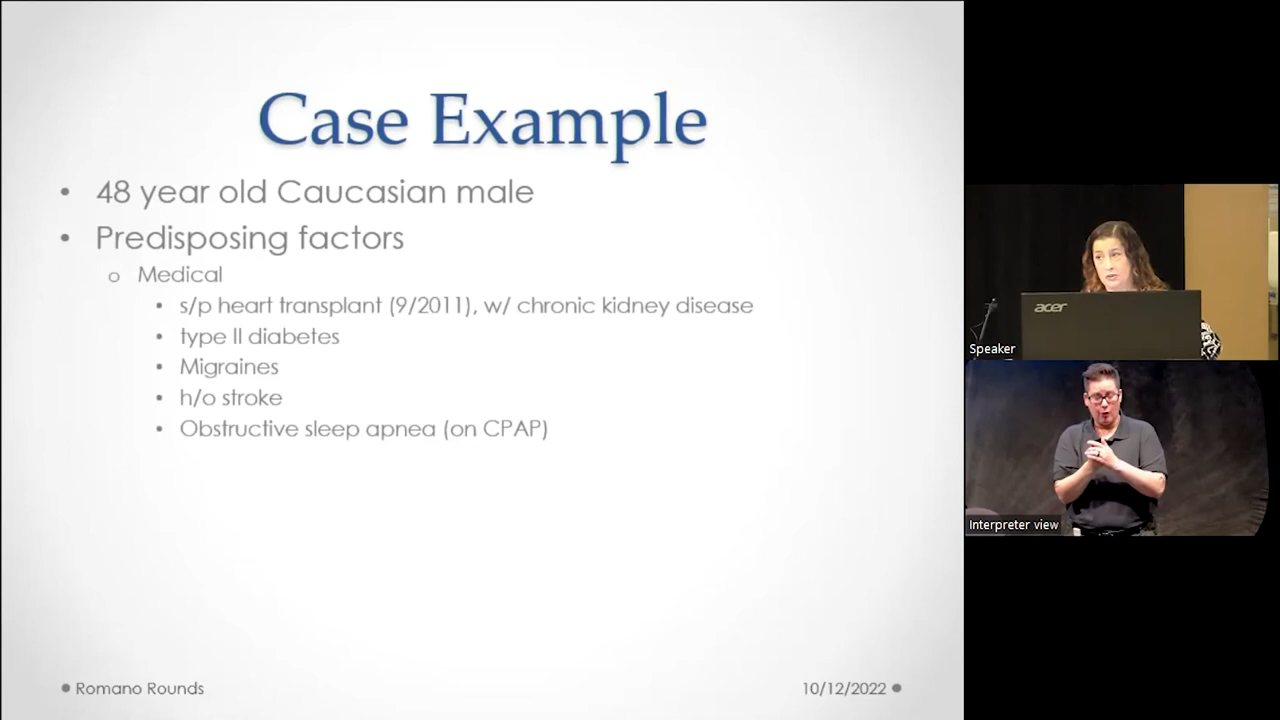 Case Example
• 48 year old Caucasian male
• Predisposing factors
o Medical
• s/p heart transplant (9/2011), w/ chronic kidney disease
• type II diabetes
• Migraines
• h/o stroke
• Obstructive sleep apnea (on CPAP)
Romano Rounds
10/12/2022
acer
Speaker
Interpreter view